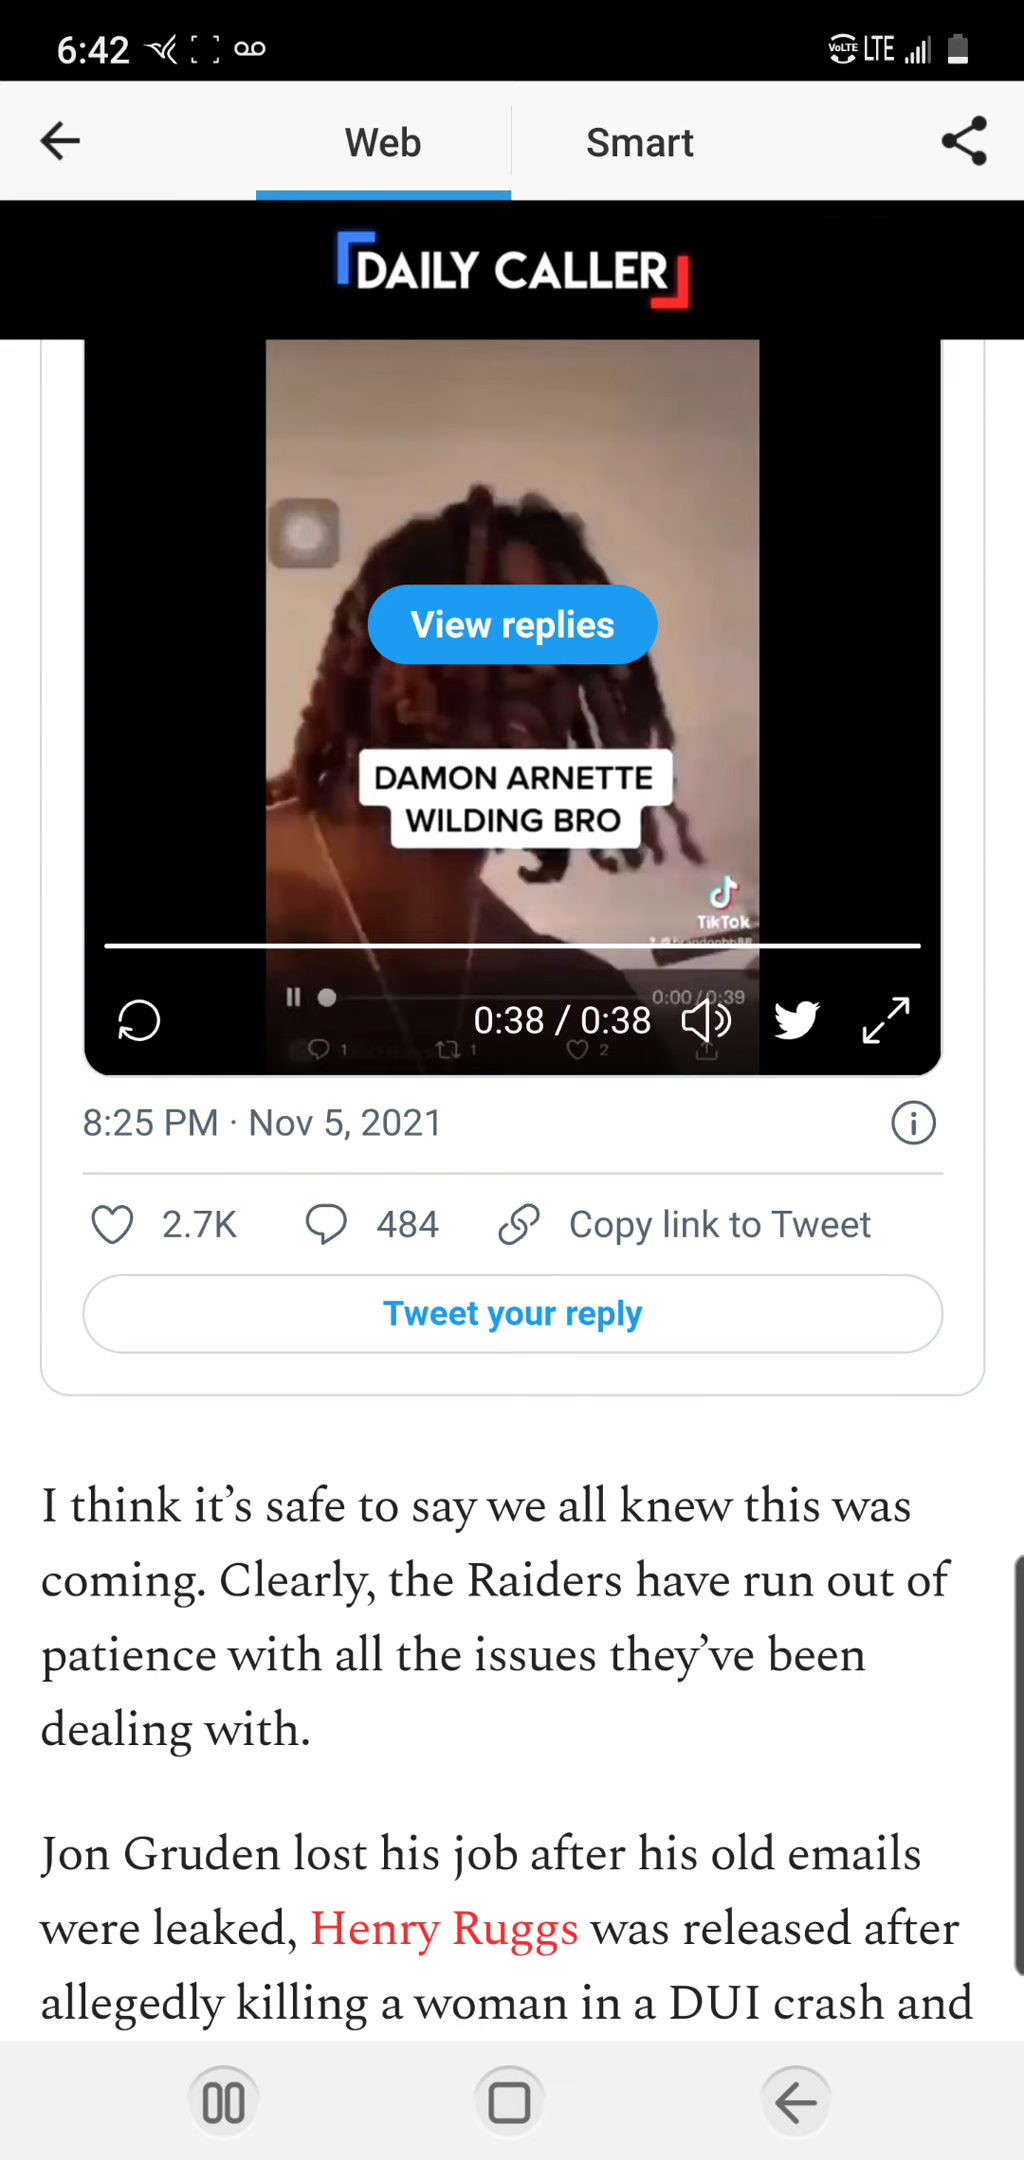 6:42
VoLTE LTE
Web
Smart
DAILY CALLER
View replies
DAMON ARNETTE
WILDING BRO
TikTok
0:00/0:39
0:38 / 0:38
1
1
2
8:25 PM · Nov 5, 2021
2.7K
484
Copy link to Tweet
Tweet your reply
I think it’s safe to say we all knew this was
coming. Clearly, the Raiders have run out of
patience with all the issues they’ve been
dealing with.
Jon Gruden lost his job after his old emails
were leaked, Henry Ruggs was released after
allegedly killing a woman in a DUI crash and